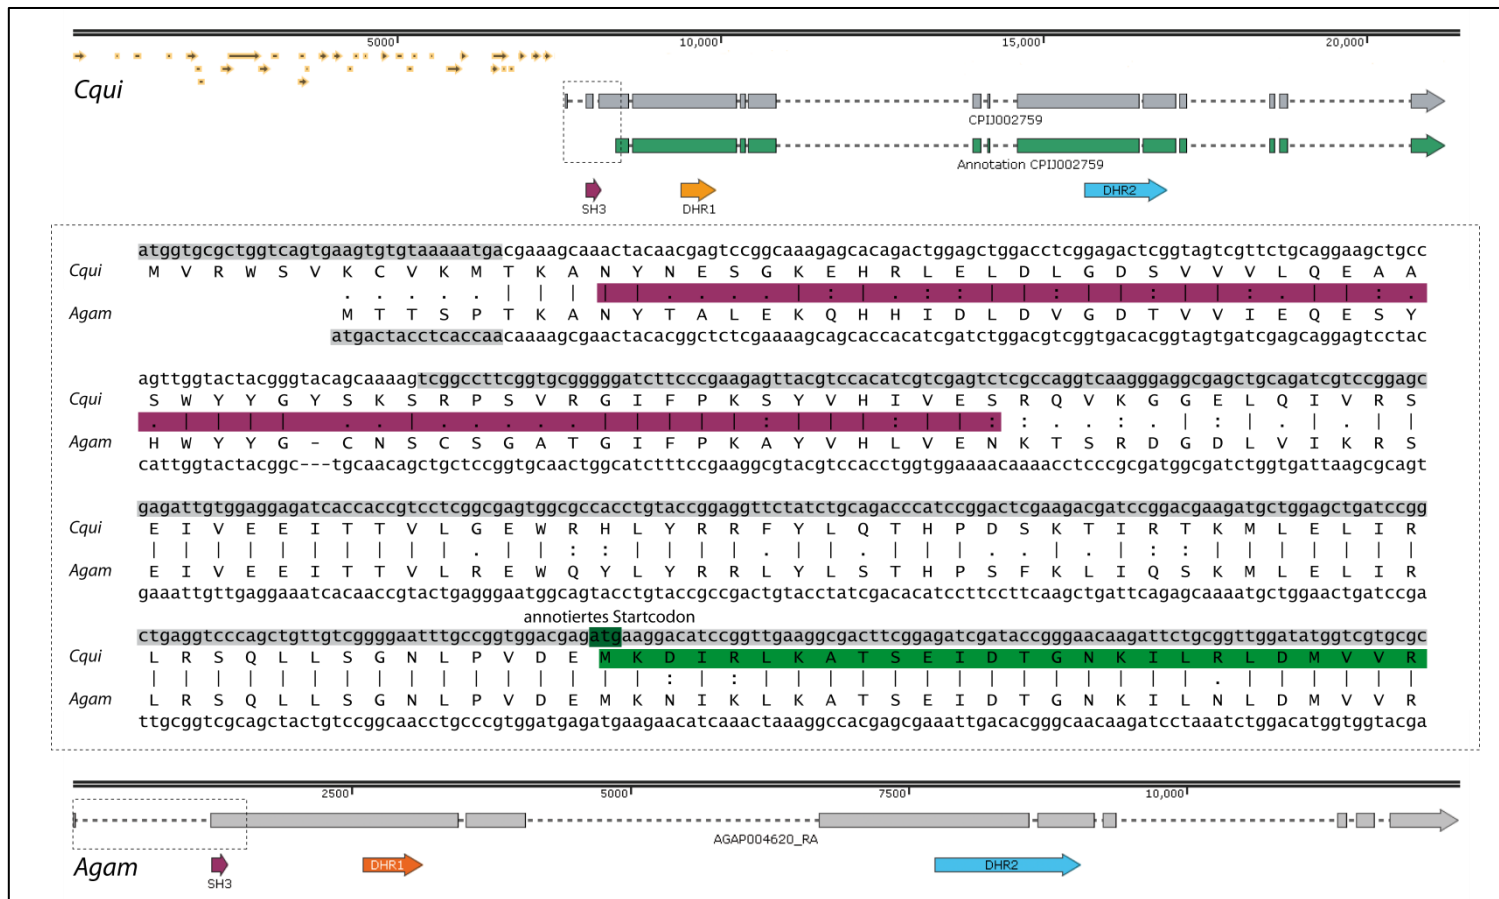 5000 10,000 15,000 20,000
Cqui
CPIJ002759
Annotation CPIJ002759
SH3 DHR1 DHR2
atggtgcgctggtcagtgaagtgtgtaaaaatgacgaaagcaaactacaacgagtccggcaaagagcacagactggagctggacctcggagactcggtagtcgttctgcaggaagctgcc
Cqui M V R W S V K C V K M T K A N Y N E S G K E H R L E L D L G D S V V V L Q E A A
. . . . | | | | | . . . | : | . : : | | : | | : | | : . | : .
Agam M T T S P T K A N Y T A L E K Q H H I D L D V G D T V V I E Q E S Y
atgactacctcaccaacaaaagcgaactacacggctctcgaaaagcagcaccacatcgatctggacgtcggtgacacggtagtgatcgagcaggagtcctac
agttggtactacgggtacagcaaaagtcggccttcggtgcgggggatcttcccgaagagttacgtccacatcgtcgagtctcgccaggtcaagggaggcgagctgcagatcgtccggagc
Cqui S W Y Y G Y S K S R P S V R G I F P K S Y V H I V E S R Q V K G G E L Q I V R S
. | | | | . . | . . . . . | | | | | : | | | : | | : : . . : . | : | . | . | |
Agam H W Y Y G - C N S C S G A T G I F P K A Y V H L V E N K T S R D G D L V I K R S
cattggtactacggc---tgcaacagctgctccggtgcaactggcatctttccgaaggcgtacgtccacctggtggaaaacaaaacctcccgcgatggcgatctggtgattaagcgcagt
gagattgtggaggagatcaccaccgtcctcggcgagtggcgccacctgtaccggaggttctatctgcagacccatccggactcgaagacgatccggacgaagatgctggagctgatccgg
Cqui E I V E E I T T V L G E W R H L Y R R F Y L Q T H P D S K T I R T K M L E L I R
| | | | | | | | | | . | | : : | | | | . | | . | | | . . | . | : : | | | | | | |
Agam E I V E E I T T V L R E W Q Y L Y R R L Y L S T H P S F K L I Q S K M L E L I R
gaaattgttgaggaaatcacaaccgtactgagggaatggcagtacctgtaccgccgactgtacctatcgacacatccttccttcaagctgattcagagcaaaatgctggaactgatccga
annotiertes Startcodon
ctgaggtcccagctgttgtcggggaatttgccggtggacgagatgaaggacatccggttgaaggcgacttcggagatcgataccgggaacaagattctgcggttggatatggtcgtgcgc
Cqui L R S Q L L S G N L P V D E M K D I R L K A T S E I D T G N K I L R L D M V V R
| | | | | | | | | | | | | | | | : | : | | | | | | | | | | | | | | . | | | | | |
Agam L R S Q L L S G N L P V D E M K N I K L K A T S E I D T G N K I L N L D M V V R
ttgcggtcgcagctactgtccggcaacctgcccgtggatgagatgaagaacatcaaactaaaggccacgagcgaaattgacacgggcaacaagatcctaaatctggacatggtggtacga
2500 5000 7500 10,000
AGAP004620_RA
Agam
SH3 DHR1 DHR2